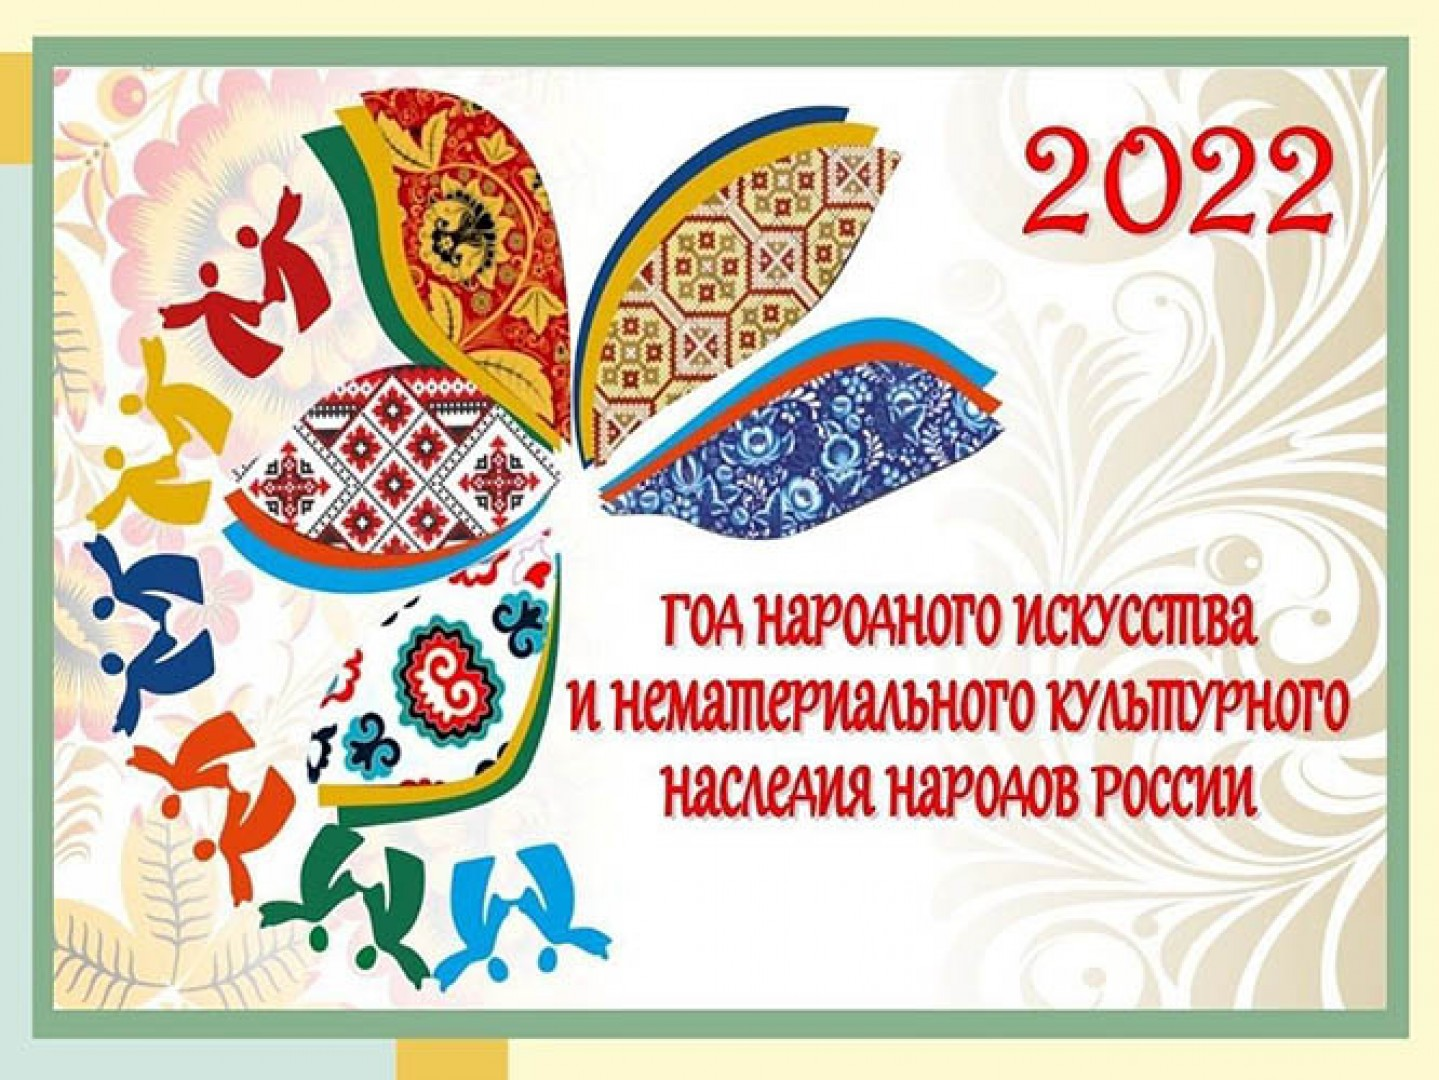 2022
ГОД НАРОДНОГО ИСКУССТВА
И НЕМАТЕРИАЛЬНОГО КУЛЬТУРНОГО
НАСЛЕДИЯ НАРОДОВ РОССИИ